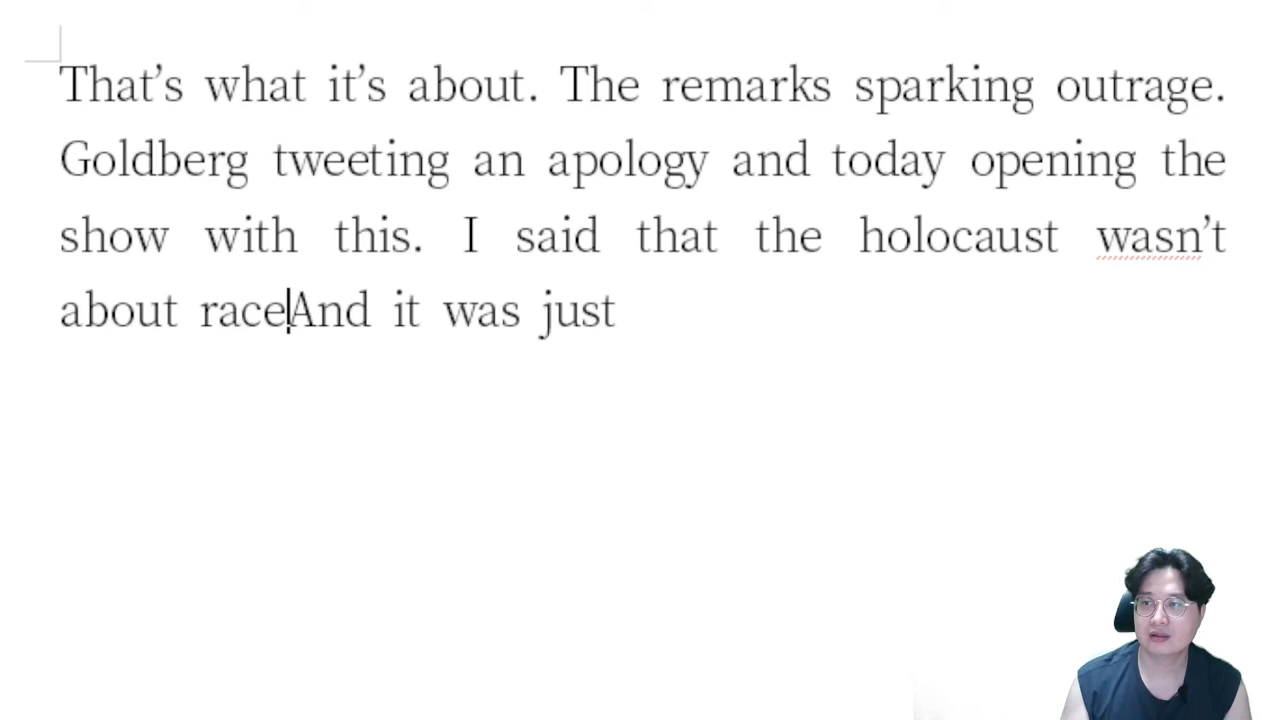 That’s what it’s about. The remarks sparking outrage.
Goldberg tweeting an apology and today opening the
show with this. I said that the holocaust wasn’t
about raceAnd it was just